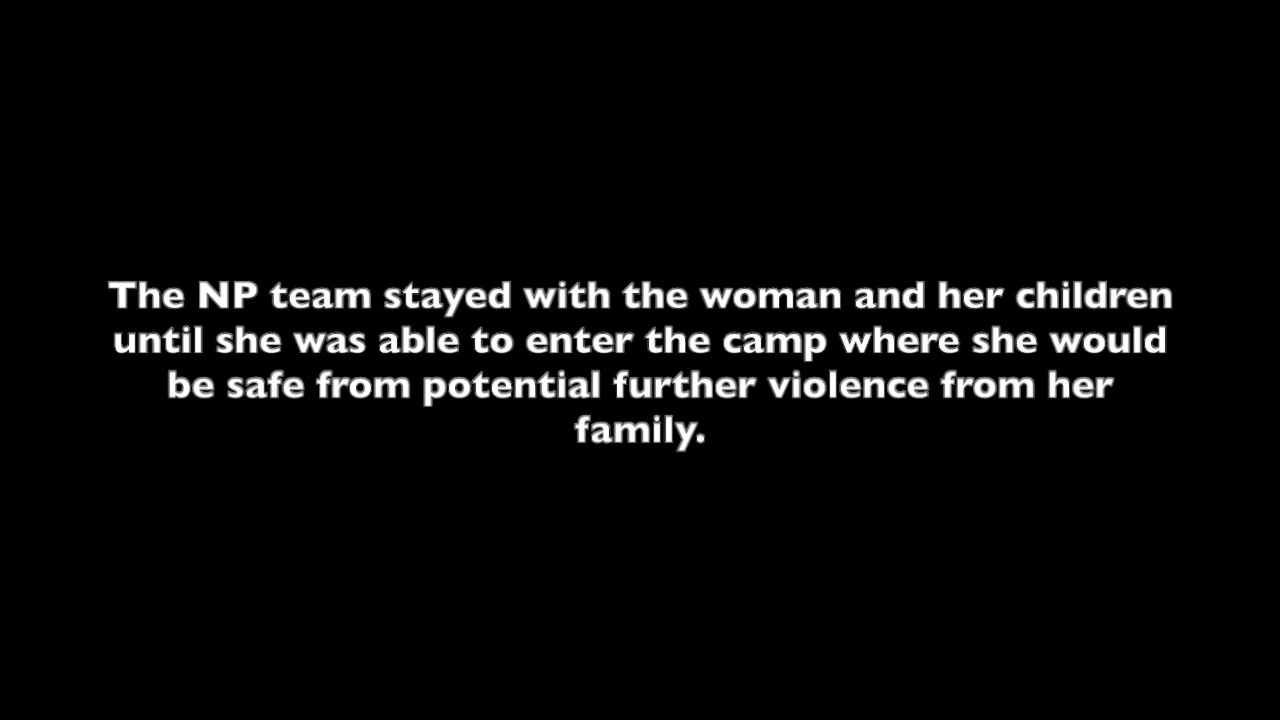 The NP team stayed with the woman and her children
until she was able to enter the camp where she would
be safe from potential further violence from her
family.